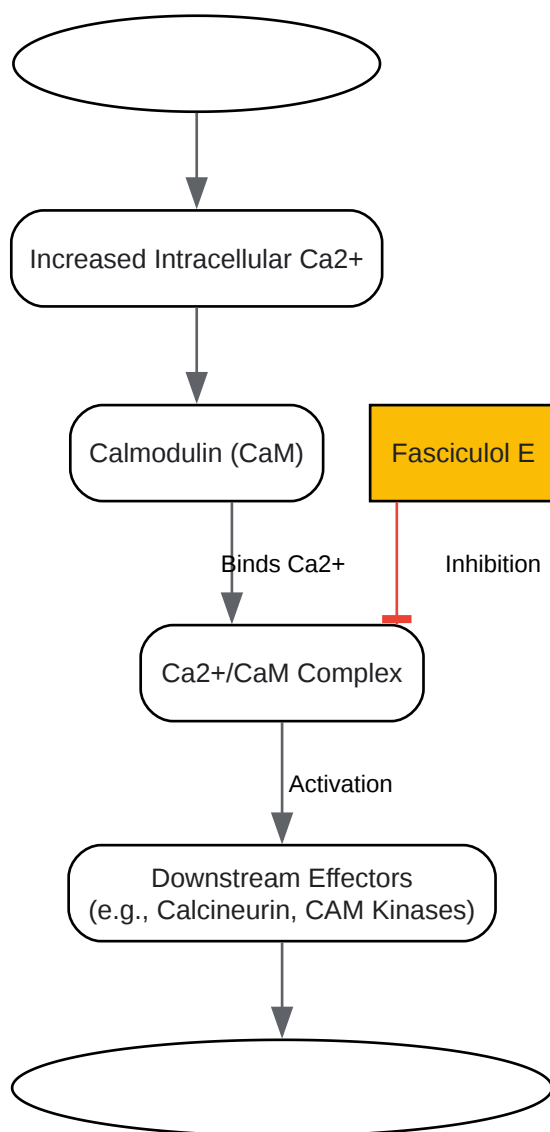 Increased Intracellular Ca2+
Calmodulin (CaM)
Fasciculol E
Binds Ca2+
Inhibition
Ca2+/CaM Complex
Activation
Downstream Effectors
(e.g., Calcineurin, CAM Kinases)